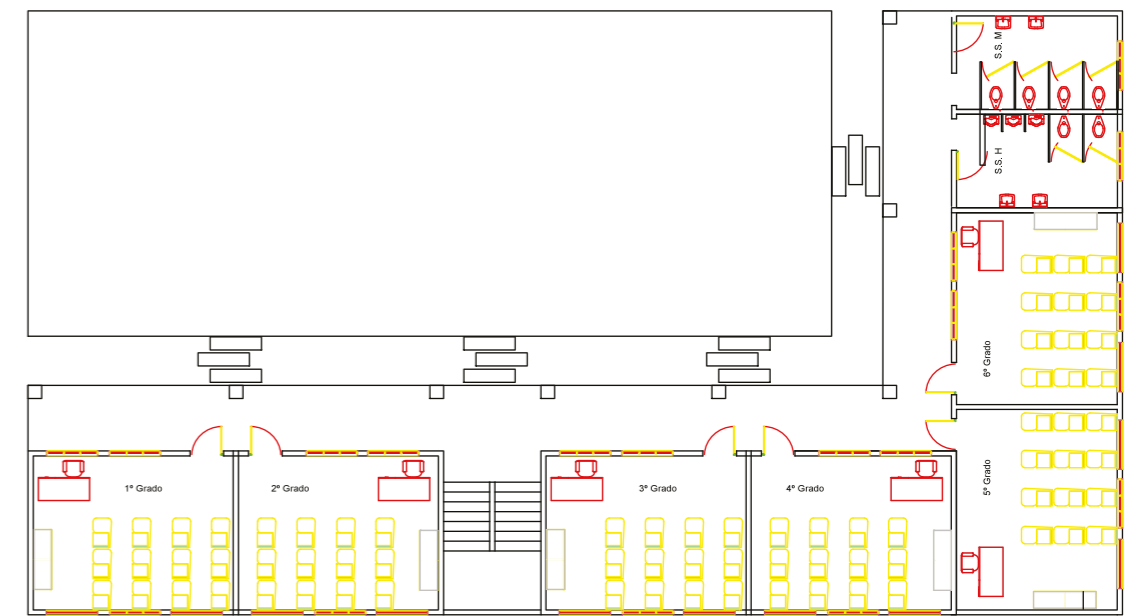 S.S. M
S.S. H
6º Grado
5º Grado
1º Grado
2º Grado
3º Grado
4º Grado